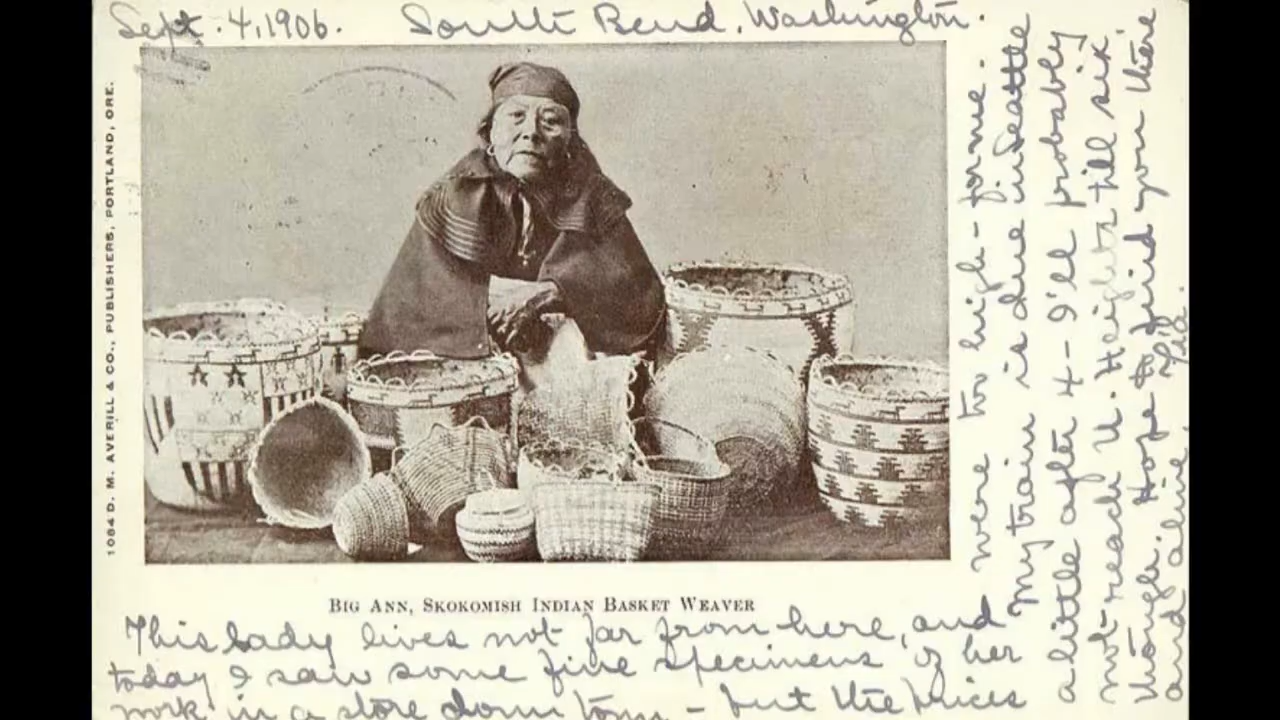 Sept. 4, 1906. South Bend, Washington.
1084 D. M. AVERILL & CO., PUBLISHERS, PORTLAND, ORE.
BIG ANN, SKOKOMISH INDIAN BASKET WEAVER
This lady lives not far from here, and
today I saw some fine specimens of her
work in a store down town – but the prices
were too high – for me.
My train is due in Seattle
a little after 4 – I'll probably
not reach U. Heights till six,
though. Hope to find you there
and alive.